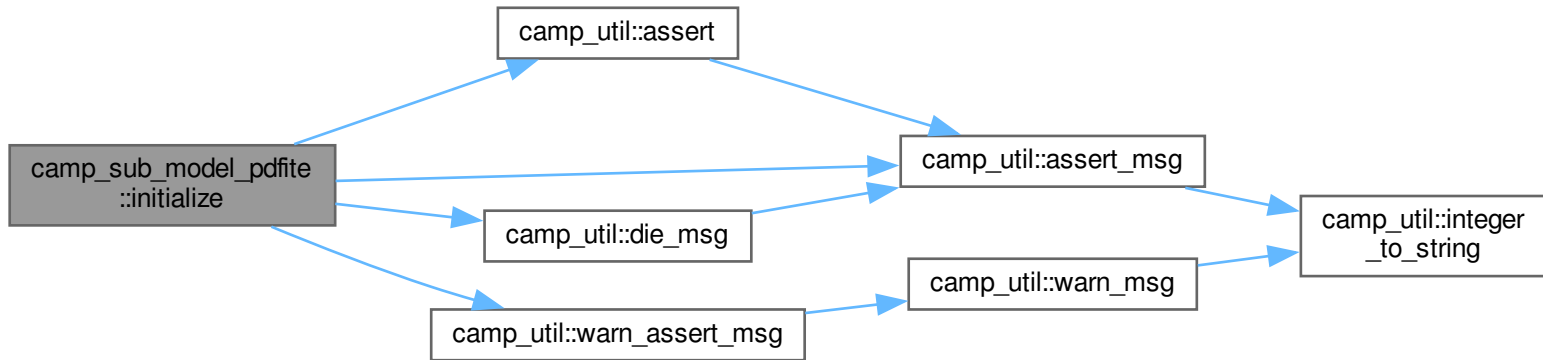 camp_util::assert
camp_sub_model_pdfite
::initialize
camp_util::assert_msg
camp_util::die_msg
camp_util::integer
_to_string
camp_util::warn_msg
camp_util::warn_assert_msg